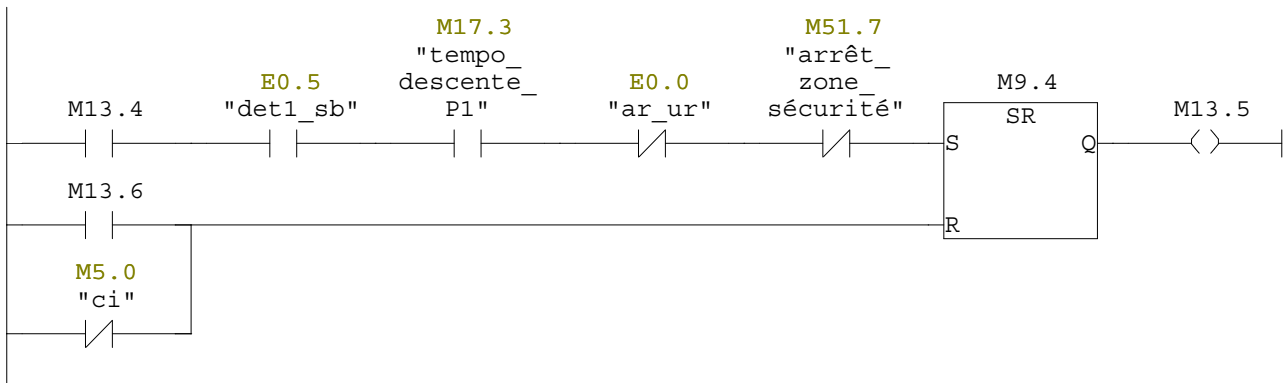 M17.3
M51.7
"tempo_
"arrêt_
E0.5
descente_
E0.0
zone_
M9.4
M13.4
"det1_sb"
P1"
"ar_ur"
sécurité"
SR
M13.5
S
Q
M13.6
R
M5.0
"ci"